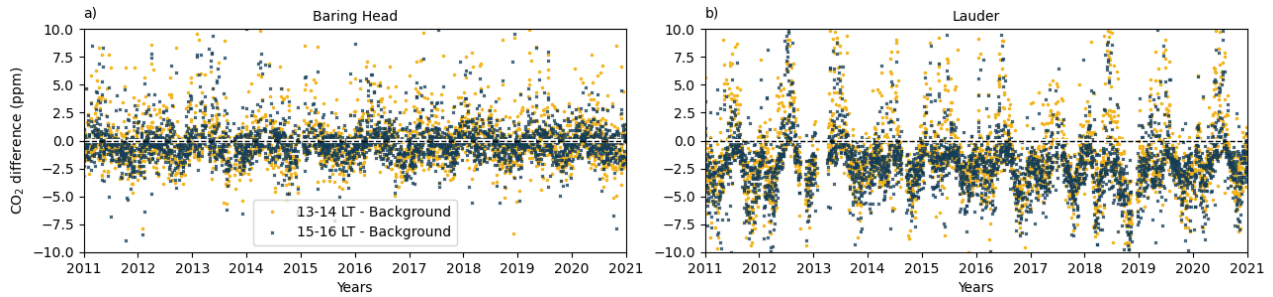 a)
Baring Head
10.0
7.5
5.0
2.5
0.0
−2.5
−5.0
−7.5
−10.0
CO₂ difference (ppm)
13-14 LT - Background
15-16 LT - Background
2011 2012 2013 2014 2015 2016 2017 2018 2019 2020 2021
Years
b)
Lauder
10.0
7.5
5.0
2.5
0.0
−2.5
−5.0
−7.5
−10.0
2011 2012 2013 2014 2015 2016 2017 2018 2019 2020 2021
Years